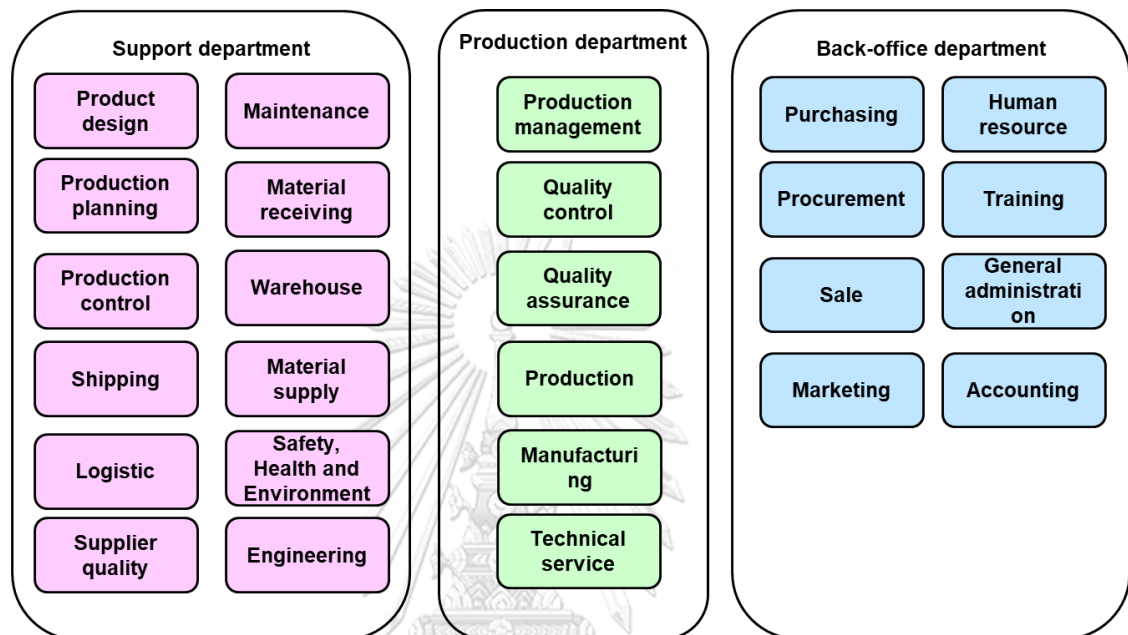 Support department
Product
design
Maintenance
Production
planning
Material
receiving
Production
control
Warehouse
Shipping
Material
supply
Logistic
Safety,
Health and
Environment
Supplier
quality
Engineering
Production department
Production
management
Quality
control
Quality
assurance
Production
Manufacturi
ng
Technical
service
Back-office department
Purchasing
Human
resource
Procurement
Training
Sale
General
administrati
on
Marketing
Accounting